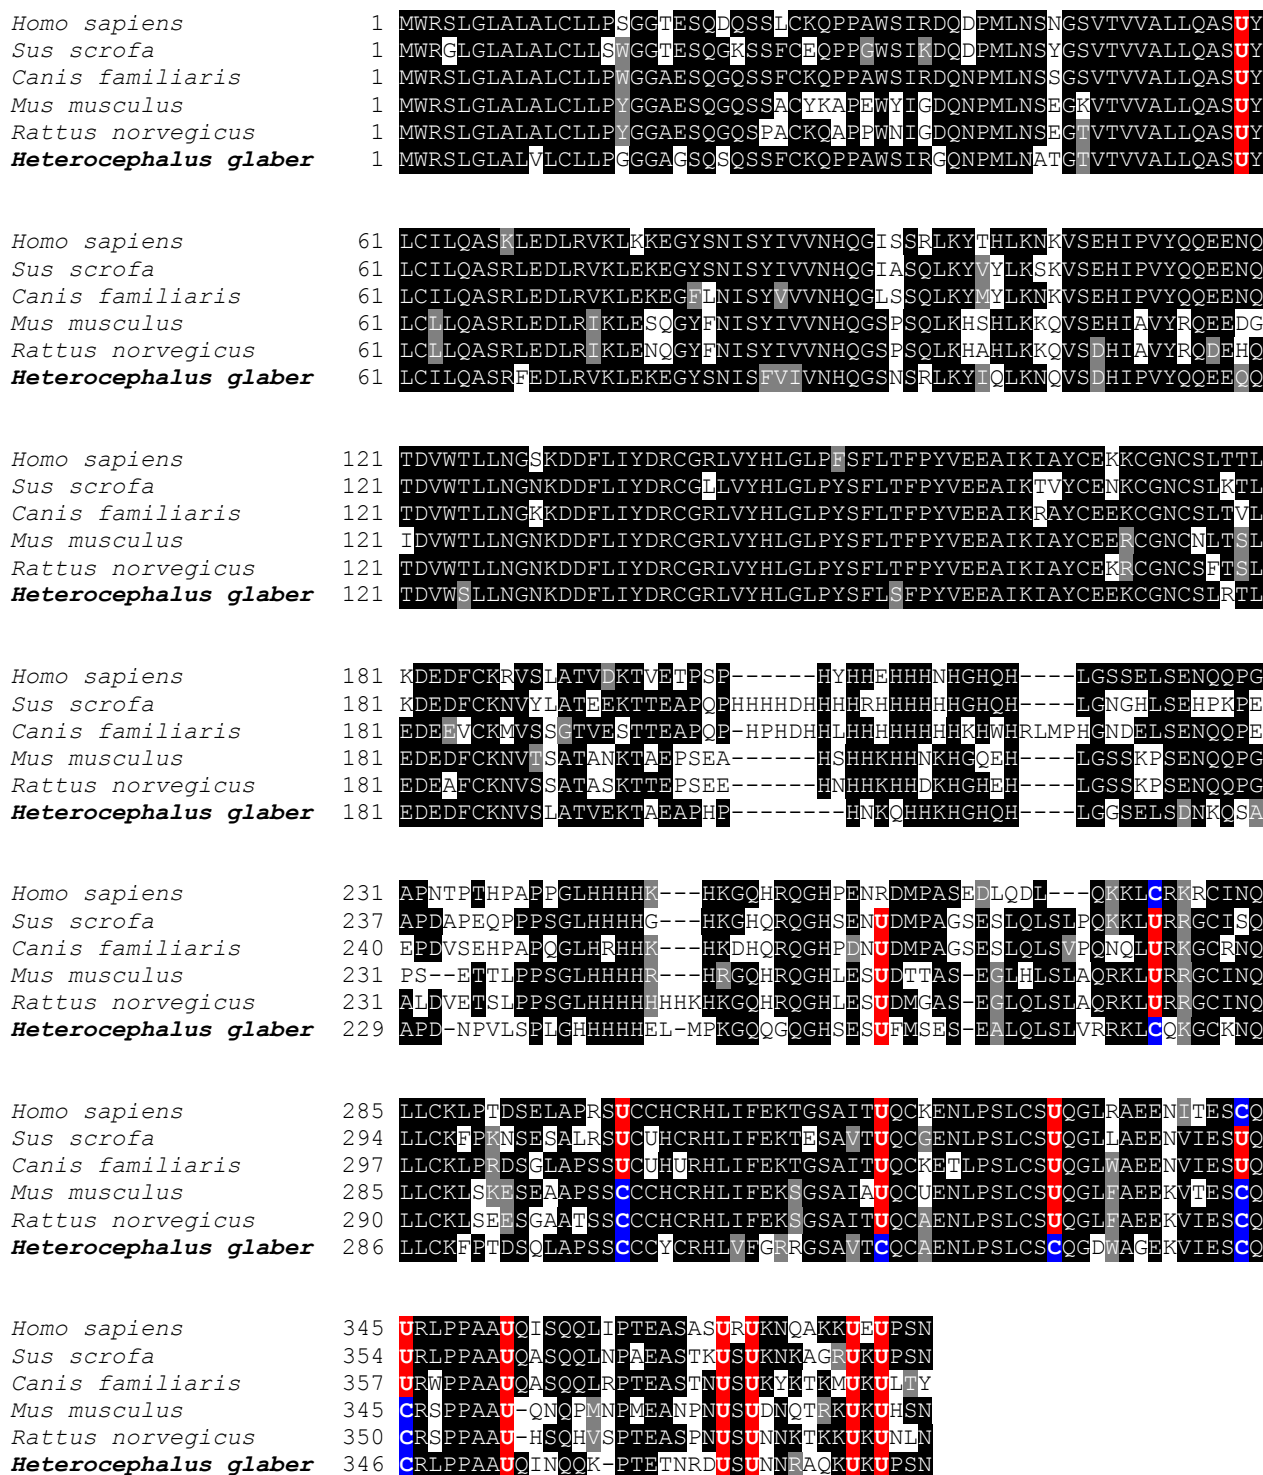 Homo sapiens 1 MWRSLGLALALCLLPSGGTESQDQSSLCKQPPAWSIRDQDPMLNSNGSVTVVALLQASUY
Sus scrofa 1 MWRGLGLALALCLLSWGGTESQGKSSFCEQPPGWSIKDQDPMLNSYGSVTVVALLQASUY
Canis familiaris 1 MWRSLGLALALCLLPWGGAESQGQSSFCKQPPAWSIRDQNPMLNSSGSVTVVALLQASUY
Mus musculus 1 MWRSLGLALALCLLPYGGAESQGQSSACYKAPEWYIGDQNPMLNSEGKVTVVALLQASUY
Rattus norvegicus 1 MWRSLGLALALCLLPYGGAESQGQSPACKQAPPWNIGDQNPMLNSEGTVTVVALLQASUY
Heterocephalus glaber 1 MWRSLGLALVLCLLPGGGAGSQSQSSFCKQPPAWSIRGQNPMLNATGTVTVVALLQASUY
Homo sapiens 61 LCILQASKLEDLRVKLKKEGYSNISYIVVNHQGISSRLKYTHLKNKVSEHIPVYQQEENQ
Sus scrofa 61 LCILQASRLEDLRVKLEKEGYSNISYIVVNHQGIASQLKYVYLKSKVSEHIPVYQQEENQ
Canis familiaris 61 LCILQASRLEDLRVKLEKEGFLNISYVVVNHQGLSSQLKYMYLKNKVSEHIPVYQQEENQ
Mus musculus 61 LCLLQASRLEDLRIKLESQGYFNISYIVVNHQGSPSQLKHSHLKKQVSEHIAVYRQEEDG
Rattus norvegicus 61 LCLLQASRLEDLRIKLENQGYFNISYIVVNHQGSPSQLKHAHLKKQVSDHIAVYRQDEHQ
Heterocephalus glaber 61 LCILQASRFEDLRVKLEKEGYSNISFVIVNHQGSNSRLKYIQLKNQVSDHIPVYQQEEQQ
Homo sapiens 121 TDVWTLLNGSKDDFLIYDRCGRLVYHLGLPFSFLTFPYVEEAIKIAYCEKKCGNCSLTTL
Sus scrofa 121 TDVWTLLNGNKDDFLIYDRCGLLVYHLGLPYSFLTFPYVEEAIKTVYCENKCGNCSLKTL
Canis familiaris 121 TDVWTLLNGKKDDFLIYDRCGRLVYHLGLPYSFLTFPYVEEAIKRAYCEEKCGNCSLTVL
Mus musculus 121 IDVWTLLNGNKDDFLIYDRCGRLVYHLGLPYSFLTFPYVEEAIKIAYCEERCGNCNLTSL
Rattus norvegicus 121 TDVWTLLNGNKDDFLIYDRCGRLVYHLGLPYSFLTFPYVEEAIKIAYCEKRCGNCSFTSL
Heterocephalus glaber 121 TDVWSLLNGNKDDFLIYDRCGRLVYHLGLPYSFLSFPYVEEAIKIAYCEEKCGNCSLRTL
Homo sapiens 181 KDEDFCKRVSLATVDKTVETPSP------HYHHEHHHNHGHQH----LGSSELSENQQPG
Sus scrofa 181 KDEDFCKNVYLATEEKTTEAPQPHHHHDHHHHRHHHHHHGHQH----LGNGHLSEHPKPE
Canis familiaris 181 EDEEVCKMVSSGTVESTTEAPQP-HPHDHHLHHHHHHHKHWHRLMPHGNDELSENQQPE
Mus musculus 181 EDEDFCKNVTSATANKTAEPSEA------HSHHKHHNKHGQEH----LGSSKPSENQQPG
Rattus norvegicus 181 EDEAFCKNVSSATASKTTEPSEE------HNHHKHHDKHGHEH----LGSSKPSENQQPG
Heterocephalus glaber 181 EDEDFCKNVSLATVEKTAEAPHP--------HNKQHHKHGHQH----LGGSELSDNKQSA
Homo sapiens 231 APNTPTHPAPPGLHHHHK---HKGQHRQGHPENRDMPASEDLQDL---QKKLCRKRCINQ
Sus scrofa 237 APDAPEQPPPSGLHHHHG---HKGHQRQGHSENUDMPAGSESLQLSLPQKKLURRGCISQ
Canis familiaris 240 EPDVSEHPAPQGLHRHHK---HKDHQRQGHPDNUDMPAGSESLQLSVPQNQLURKGCRNQ
Mus musculus 231 PS--ETTLPPSGLHHHHR---HRGQHRQGHLESUDTTAS-EGLHLSLAQRKLURRGCINQ
Rattus norvegicus 231 ALDVETSLPPSGLHHHHHHHKHKGQHRQGHLESUDMGAS-EGLQLSLAQRKLURRGCINQ
Heterocephalus glaber 229 APD-NPVLSPLGHHHHHEL-MPKGQQGQGHSESUFMSES-EALQLSLVRRKLCQKGCKNQ
Homo sapiens 285 LLCKLPTDSELAPRSUCCHCRHLIFEKTGSAITUQCKENLPSLCSUQGLRAEENITESCQ
Sus scrofa 294 LLCKFPKNSESALRSUCUHCRHLIFEKTESAVTUQCGENLPSLCSUQGLLAEENVIESUQ
Canis familiaris 297 LLCKLPRDSGLAPSSUCUHURHLIFEKTGSAITUQCKETLPSLCSUQGLWAEENVIESUQ
Mus musculus 285 LLCKLSKESEAAPSSCCCHCRHLIFEKSGSAIAUQCUENLPSLCSUQGLFAEEKVTESCQ
Rattus norvegicus 290 LLCKLSEESGAATSSCCCHCRHLIFEKSGSAITUQCAENLPSLCSUQGLFAEEKVIESCQ
Heterocephalus glaber 286 LLCKFPTDSQLAPSSCCCYCRHLVFGRRGSAVTCQCAENLPSLCSCQGDWAGEKVIESCQ
Homo sapiens 345 URLPPAAUQISQQLIPTEASASURUKNQAKKUEUPSN
Sus scrofa 354 URLPPAAUQASQQLNPAEASTKUSUKNKAGRUKUPSN
Canis familiaris 357 URWPPAAUQASQQLRPTEASTNUSUKYKTKMUKULTY
Mus musculus 345 CRSPPAAU-QNQPMNPMEANPNUSUDNQTRKUKUHSN
Rattus norvegicus 350 CRSPPAAU-HSQHVSPTEASPNUSUNNKTKKUKUNLN
Heterocephalus glaber 346 CRLPPAAUQINQQK-PTETNRDUSUNNRAQKUKUPSN